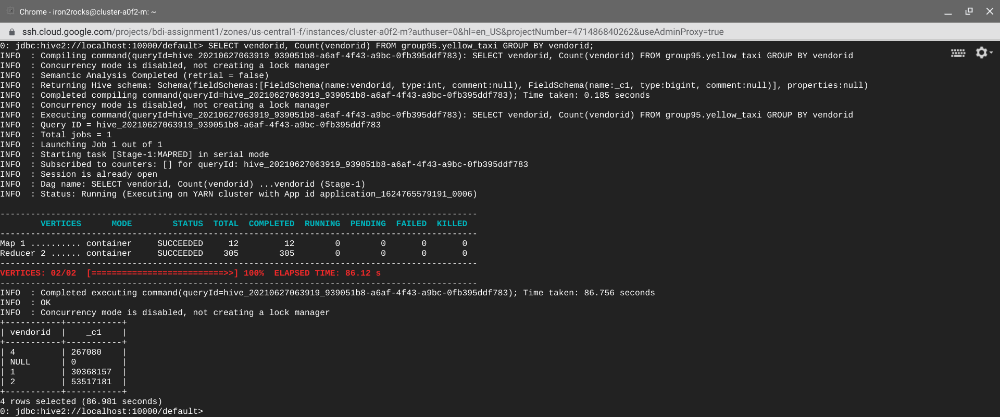 Chrome - iron2rocks@cluster-a0f2-m: ~
ssh.cloud.google.com/projects/bdi-assignment1/zones/us-central1-f/instances/cluster-a0f2-m?authuser=0&hl=en_US&projectNumber=471486840262&useAdminProxy=true
0: jdbc:hive2://localhost:10000/default> SELECT vendorid, Count(vendorid) FROM group95.yellow_taxi GROUP BY vendorid;
INFO  : Compiling command(queryId=hive_20210627063919_939051b8-a6af-4f43-a9bc-0fb395ddf783): SELECT vendorid, Count(vendorid) FROM group95.yellow_taxi GROUP BY vendorid
INFO  : Concurrency mode is disabled, not creating a lock manager
INFO  : Semantic Analysis Completed (retrial = false)
INFO  : Returning Hive schema: Schema(fieldSchemas:[FieldSchema(name:vendorid, type:int, comment:null), FieldSchema(name:_c1, type:bigint, comment:null)], properties:null)
INFO  : Completed compiling command(queryId=hive_20210627063919_939051b8-a6af-4f43-a9bc-0fb395ddf783); Time taken: 0.185 seconds
INFO  : Concurrency mode is disabled, not creating a lock manager
INFO  : Executing command(queryId=hive_20210627063919_939051b8-a6af-4f43-a9bc-0fb395ddf783): SELECT vendorid, Count(vendorid) FROM group95.yellow_taxi GROUP BY vendorid
INFO  : Query ID = hive_20210627063919_939051b8-a6af-4f43-a9bc-0fb395ddf783
INFO  : Total jobs = 1
INFO  : Launching Job 1 out of 1
INFO  : Starting task [Stage-1:MAPRED] in serial mode
INFO  : Subscribed to counters: [] for queryId: hive_20210627063919_939051b8-a6af-4f43-a9bc-0fb395ddf783
INFO  : Session is already open
INFO  : Dag name: SELECT vendorid, Count(vendorid) ...vendorid (Stage-1)
INFO  : Status: Running (Executing on YARN cluster with App id application_1624765579191_0006)
----------------------------------------------------------------------------------------------
        VERTICES      MODE        STATUS  TOTAL  COMPLETED  RUNNING  PENDING  FAILED  KILLED
----------------------------------------------------------------------------------------------
Map 1 .......... container     SUCCEEDED     12         12        0        0       0       0
Reducer 2 ...... container     SUCCEEDED    305        305        0        0       0       0
----------------------------------------------------------------------------------------------
VERTICES: 02/02  [==========================>>] 100%  ELAPSED TIME: 86.12 s
----------------------------------------------------------------------------------------------
INFO  : Completed executing command(queryId=hive_20210627063919_939051b8-a6af-4f43-a9bc-0fb395ddf783); Time taken: 86.756 seconds
INFO  : OK
INFO  : Concurrency mode is disabled, not creating a lock manager
+-----------+-----------+
| vendorid  |    _c1    |
+-----------+-----------+
| 4         | 267080    |
| NULL      | 0         |
| 1         | 30368157  |
| 2         | 53517181  |
+-----------+-----------+
4 rows selected (86.981 seconds)
0: jdbc:hive2://localhost:10000/default>